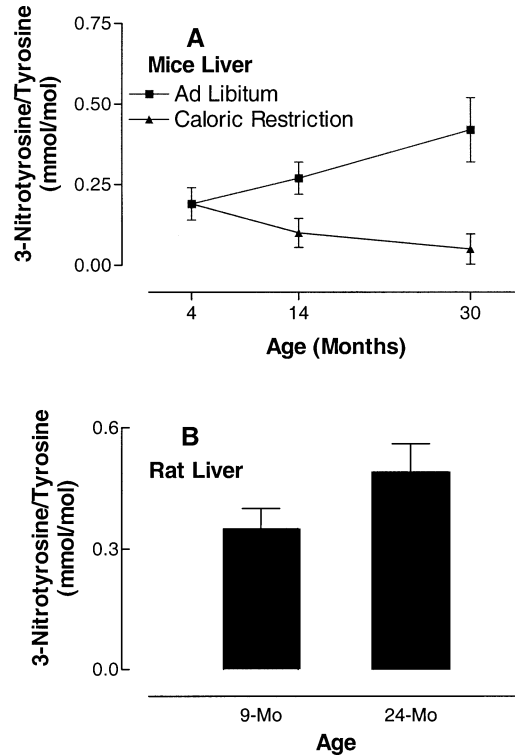 0.75
A
Mice Liver
Ad Libitum
0.50
Caloric Restriction
3-Nitrotyrosine/Tyrosine
(mmol/mol)
0.25
0.00
4 14 30
Age (Months)
0.6
B
Rat Liver
3-Nitrotyrosine/Tyrosine
(mmol/mol)
0.3
0.0
9-Mo 24-Mo
Age